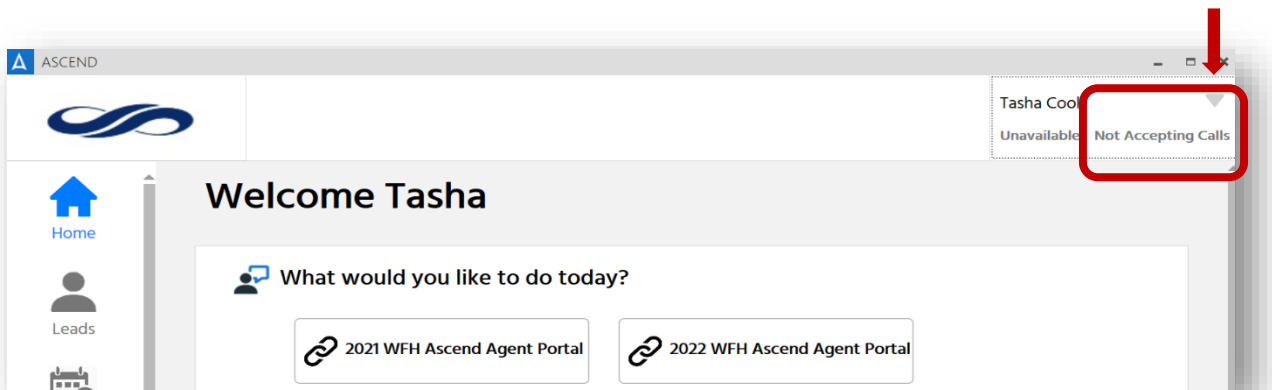 ASCEND
Tasha Cool
Unavailable Not Accepting Calls
Welcome Tasha
Home
What would you like to do today?
Leads
2021 WFH Ascend Agent Portal
2022 WFH Ascend Agent Portal